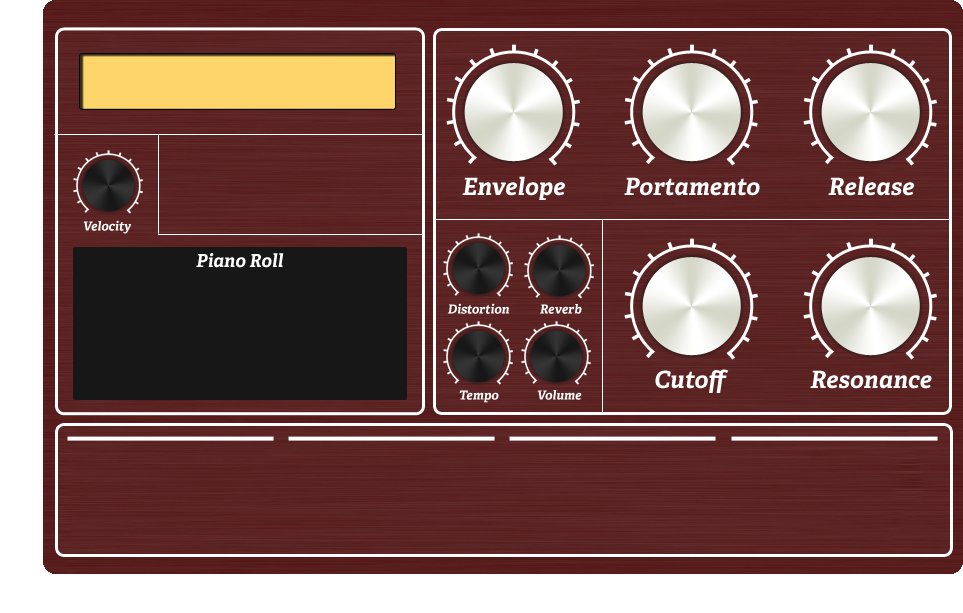 Envelope
Portamento
Release
Velocity
Piano Roll
Distortion
Reverb
Tempo
Volume
Cutoff
Resonance